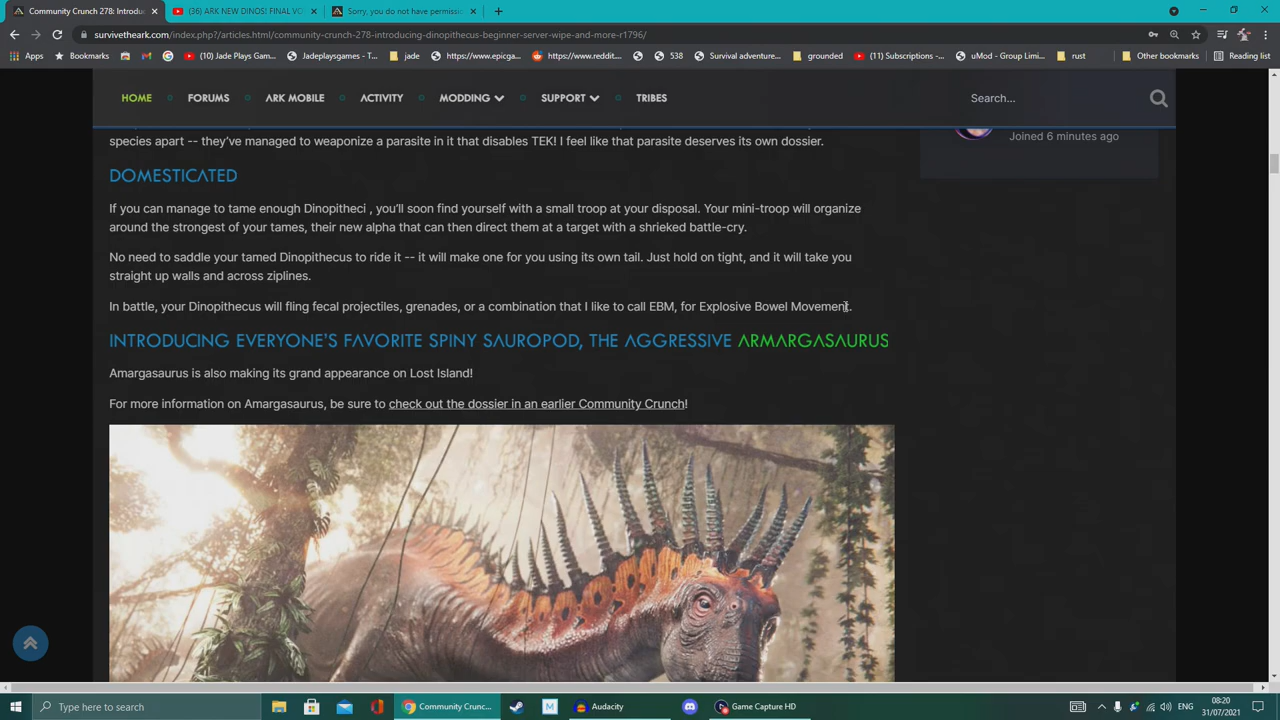 Community Crunch 278: Introduc
(36) ARK NEW DINOS! FINAL VO
Sorry, you do not have permissi
survivetheark.com/index.php?/articles.html/community-crunch-278-introducing-dinopithecus-beginner-server-wipe-and-more-r1796/
Apps
Bookmarks
(10) Jade Plays Gam...
Jadeplaysgames – T...
jade
https://www.epicga...
https://www.reddit....
538
Survival adventure...
grounded
(11) Subscriptions -...
uMod - Group Limi...
rust
Other bookmarks
Reading list
HOME
FORUMS
ARK MOBILE
ACTIVITY
MODDING
SUPPORT
TRIBES
Search...
Joined 6 minutes ago
species apart -- they've managed to weaponize a parasite in it that disables TEK! I feel like that parasite deserves its own dossier.
DOMESTICATED
If you can manage to tame enough Dinopitheci , you'll soon find yourself with a small troop at your disposal. Your mini-troop will organize
around the strongest of your tames, their new alpha that can then direct them at a target with a shrieked battle-cry.
No need to saddle your tamed Dinopithecus to ride it -- it will make one for you using its own tail. Just hold on tight, and it will take you
straight up walls and across ziplines.
In battle, your Dinopithecus will fling fecal projectiles, grenades, or a combination that I like to call EBM, for Explosive Bowel Movement.
INTRODUCING EVERYONE'S FAVORITE SPINY SAUROPOD, THE AGGRESSIVE ARMARGASAURUS
Amargasaurus is also making its grand appearance on Lost Island!
For more information on Amargasaurus, be sure to check out the dossier in an earlier Community Crunch!
Type here to search
Community Crunc...
Audacity
Game Capture HD
ENG
08:20
31/07/2021